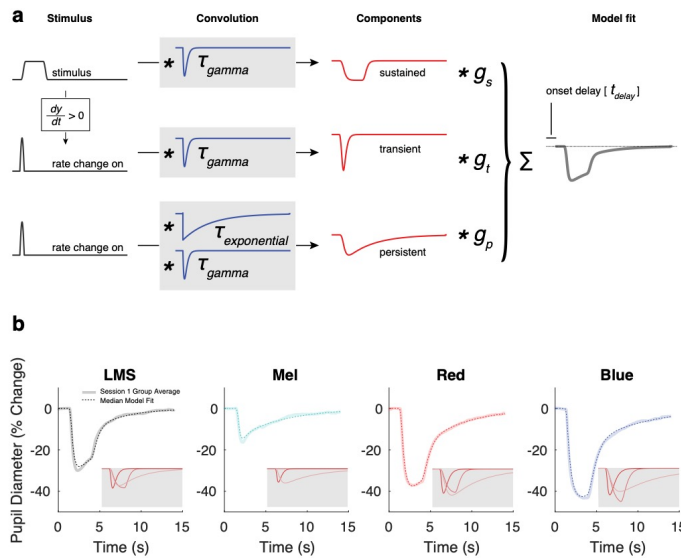 a
Stimulus Convolution Components Model fit
stimulus * τgamma sustained * gs
dy/dt > 0
onset delay [ tdelay ]
rate change on * τgamma transient * gt
Σ
rate change on * τexponential persistent * gp
* τgamma
b
LMS Mel Red Blue
Session 1 Group Average
Median Model Fit
Pupil Diameter (% Change)
0 0 0 0
-20 -20 -20 -20
-40 -40 -40 -40
0 5 10 15 0 5 10 15 0 5 10 15 0 5 10 15
Time (s) Time (s) Time (s) Time (s)